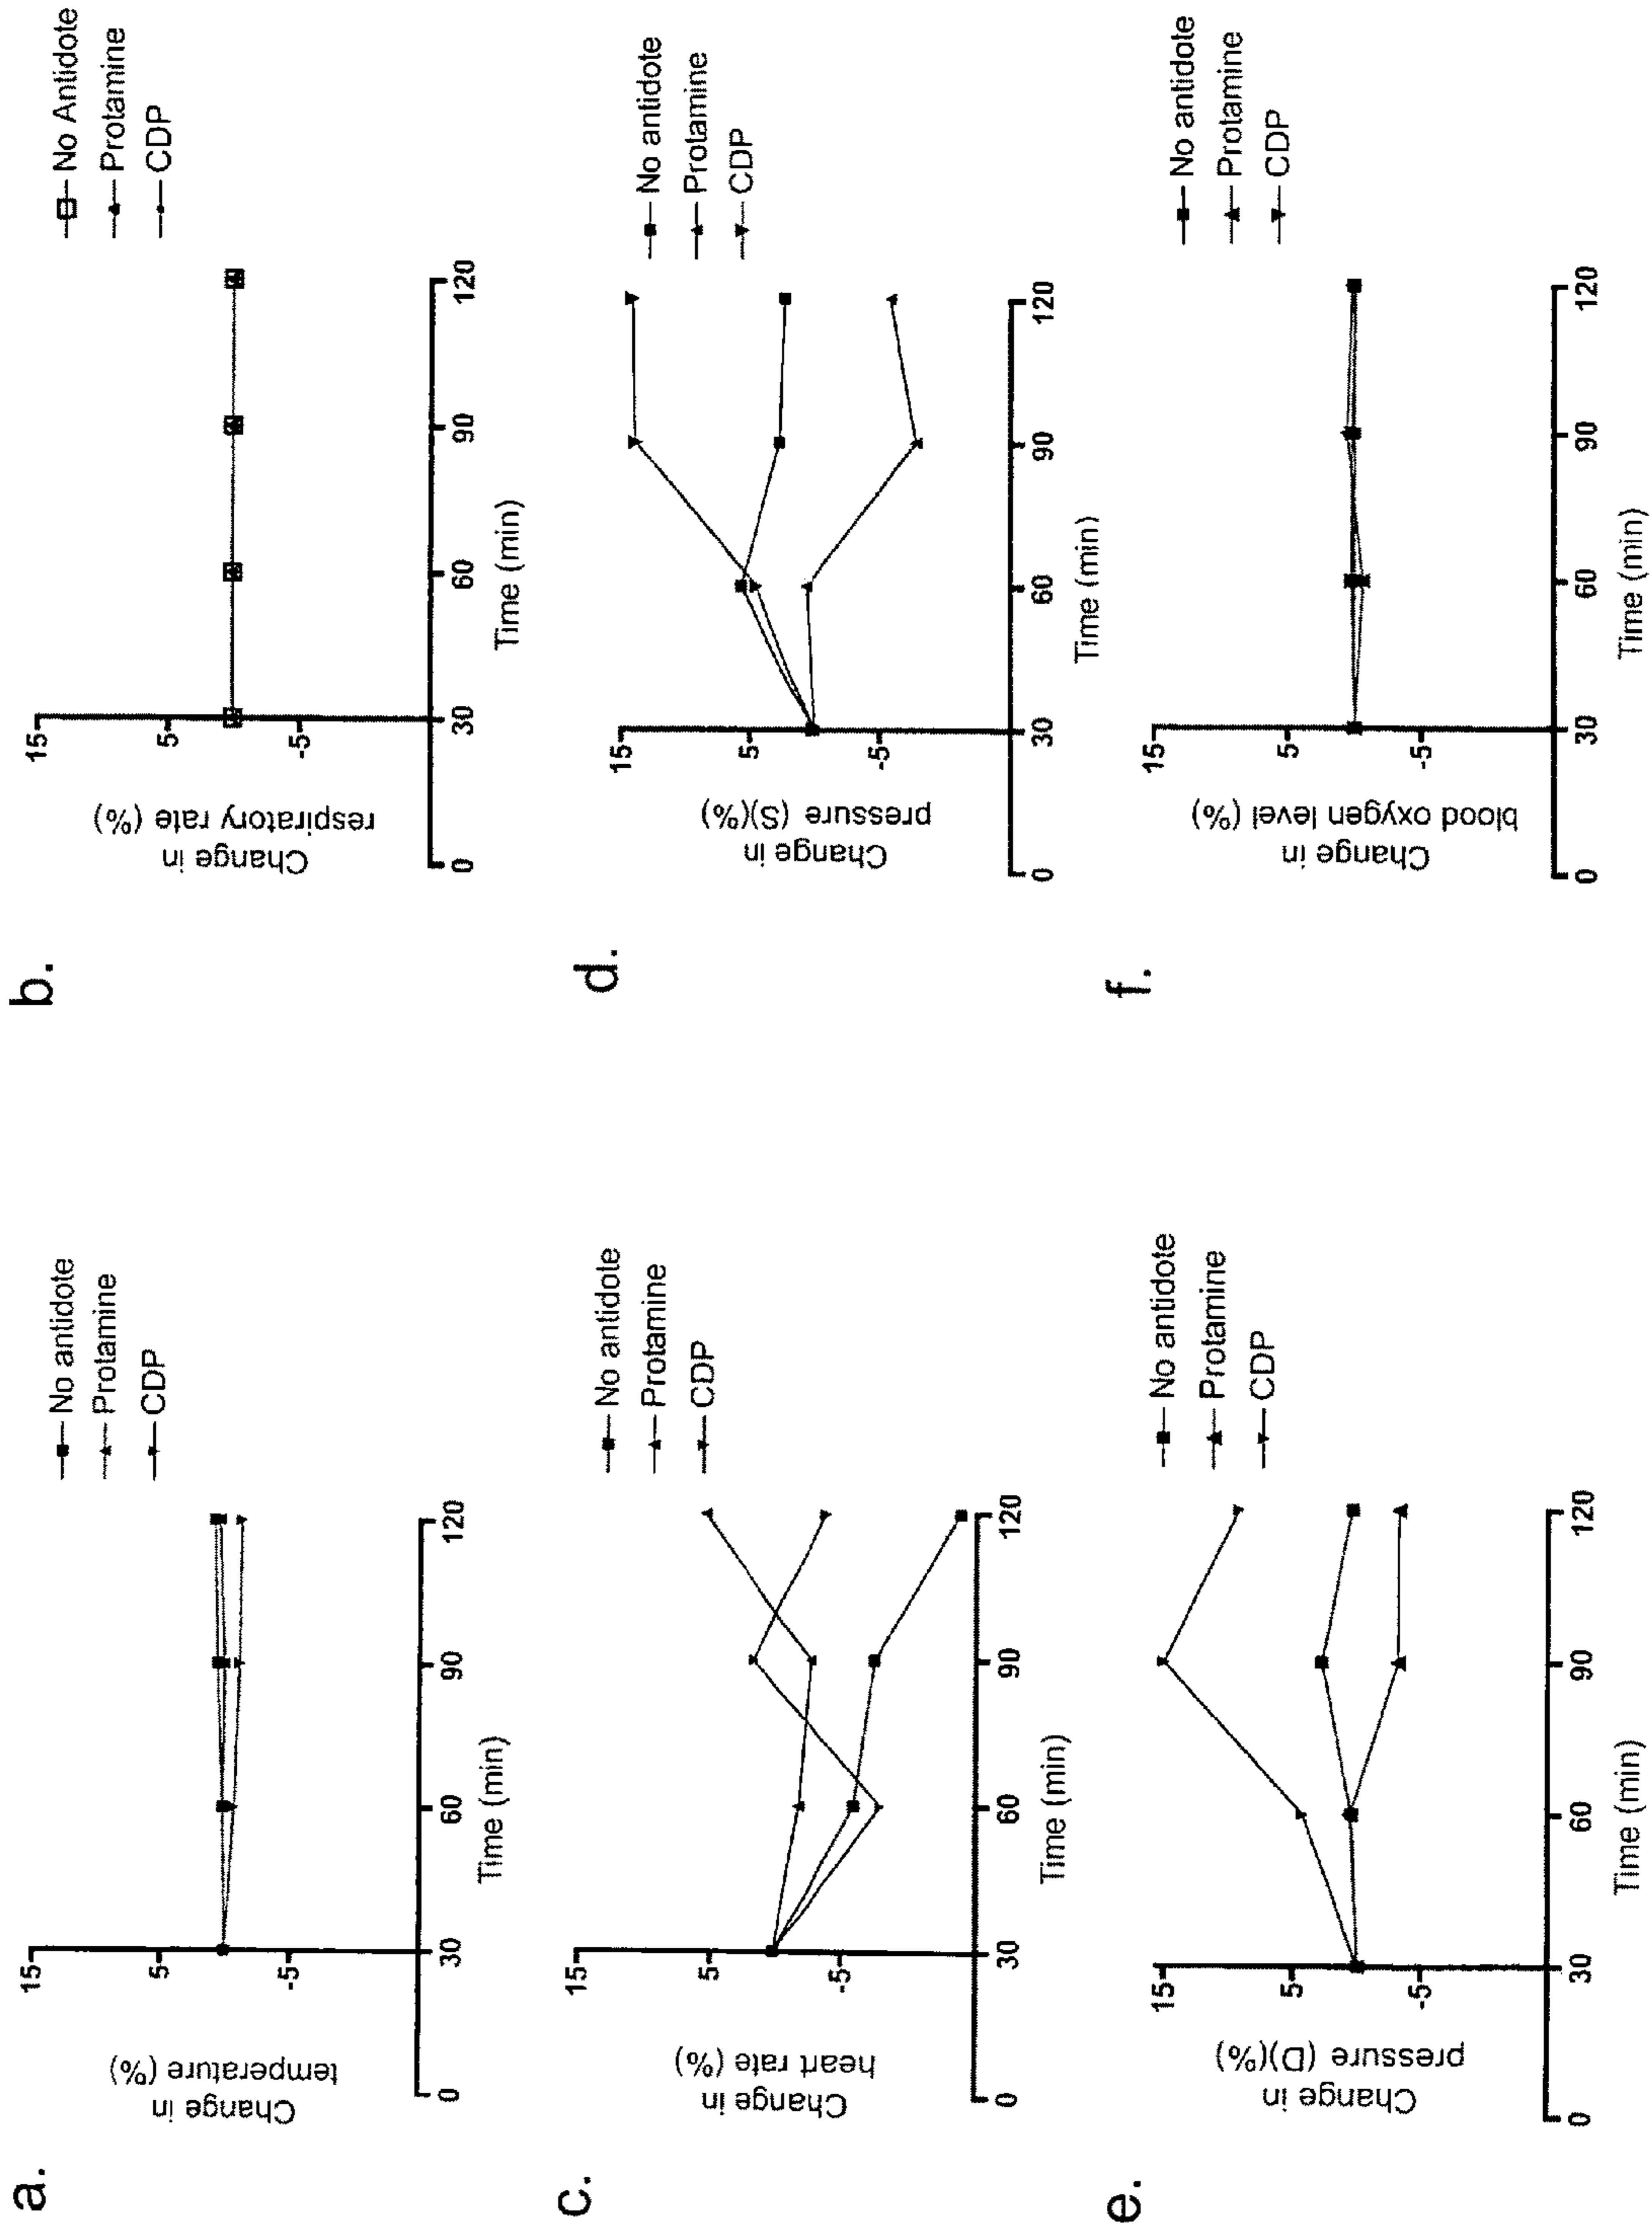 a.
Change in
temperature (%)
15
5
-5
0
30
60
90
120
Time (min)
No antidote
Protamine
CDP
b.
Change in
respiratory rate (%)
15
5
-5
0
30
60
90
120
Time (min)
No Antidote
Protamine
CDP
c.
Change in
heart rate (%)
15
5
-5
0
30
60
90
120
Time (min)
No antidote
Protamine
CDP
d.
Change in
pressure (S)(%)
15
5
-5
0
30
60
90
120
Time (min)
No antidote
Protamine
CDP
e.
Change in
pressure (D)(%)
15
5
-5
0
30
60
90
120
Time (min)
No antidote
Protamine
CDP
f.
Change in
blood oxygen level (%)
15
5
-5
0
30
60
90
120
Time (min)
No antidote
Protamine
CDP